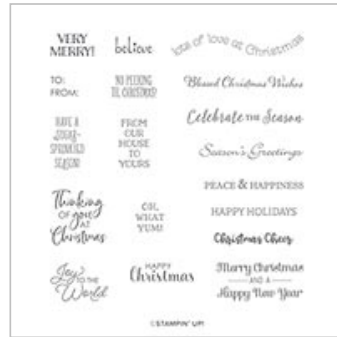 VERY
MERRY!
believe
lots of love at Christmas
TO:
FROM:
NO PEEKING
'TIL CHRISTMAS!
Blessed Christmas Wishes
HAVE A
SUGAR-
SPRINKLED
SEASON!
FROM
OUR
HOUSE
TO
YOURS
Celebrate THE Season
Season's Greetings
PEACE & HAPPINESS
Thinking
OF you AT
Christmas
OH,
WHAT
YUM!
HAPPY HOLIDAYS
Christmas Cheer
Joy TO THE
World
HAPPY
Christmas
Merry Christmas
AND A
Happy New Year
©STAMPIN' UP!